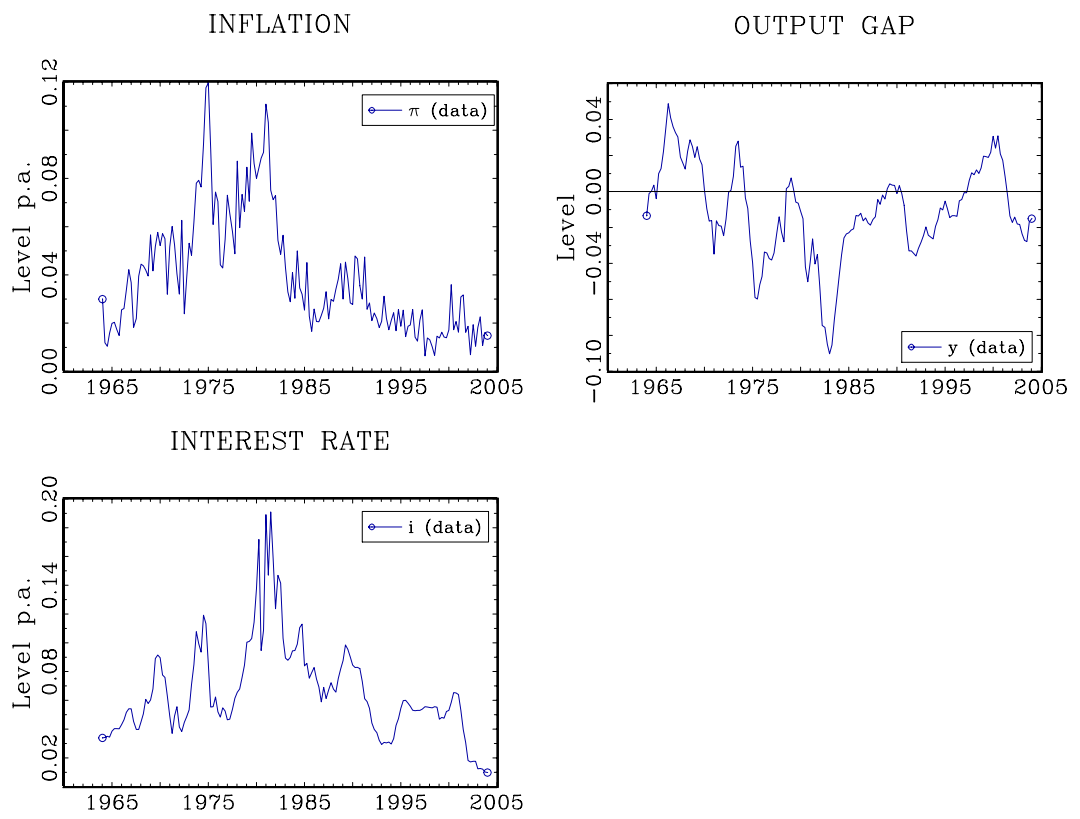 INFLATION
Level p.a.
0.12
0.08
0.04
0.00
π (data)
1965 1975 1985 1995 2005
OUTPUT GAP
Level
0.04
0.00
−0.04
−0.10
y (data)
1965 1975 1985 1995 2005
INTEREST RATE
Level p.a.
0.20
0.14
0.08
0.02
i (data)
1965 1975 1985 1995 2005